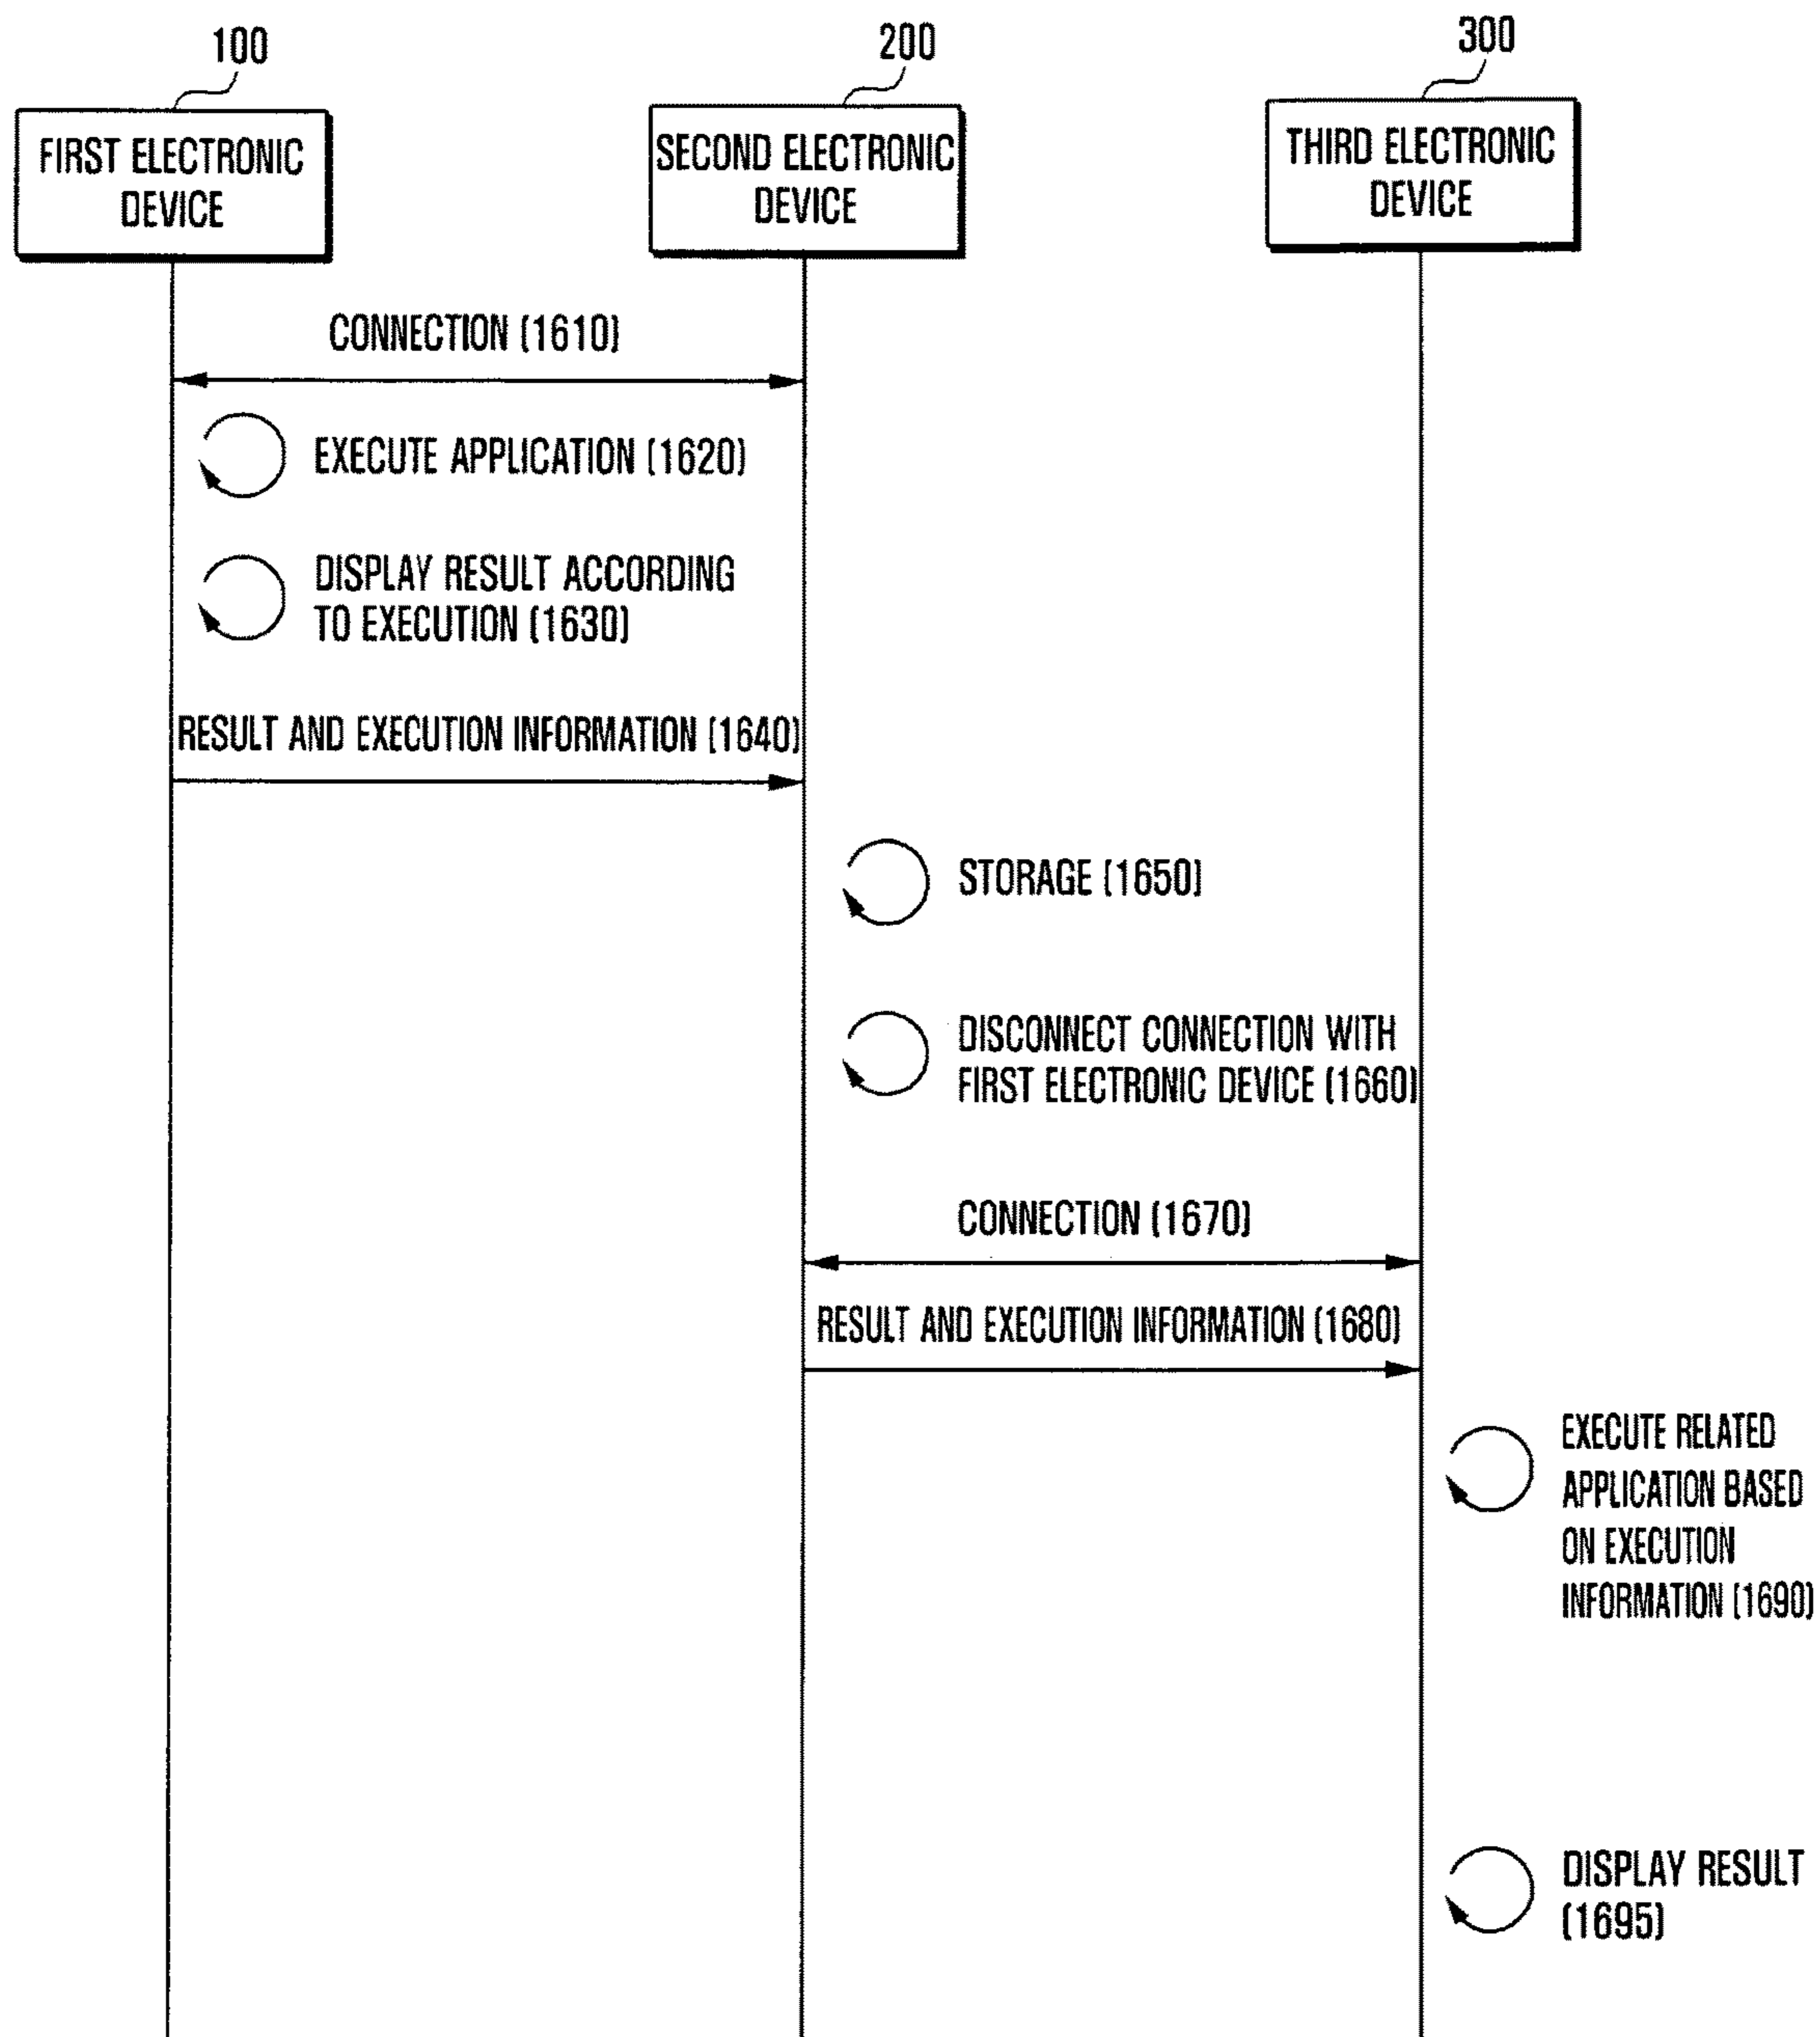 100
200
300
FIRST ELECTRONIC
DEVICE
SECOND ELECTRONIC
DEVICE
THIRD ELECTRONIC
DEVICE
CONNECTION (1610)
EXECUTE APPLICATION (1620)
DISPLAY RESULT ACCORDING
TO EXECUTION (1630)
RESULT AND EXECUTION INFORMATION (1640)
STORAGE (1650)
DISCONNECT CONNECTION WITH
FIRST ELECTRONIC DEVICE (1660)
CONNECTION (1670)
RESULT AND EXECUTION INFORMATION (1680)
EXECUTE RELATED
APPLICATION BASED
ON EXECUTION
INFORMATION (1690)
DISPLAY RESULT
(1695)